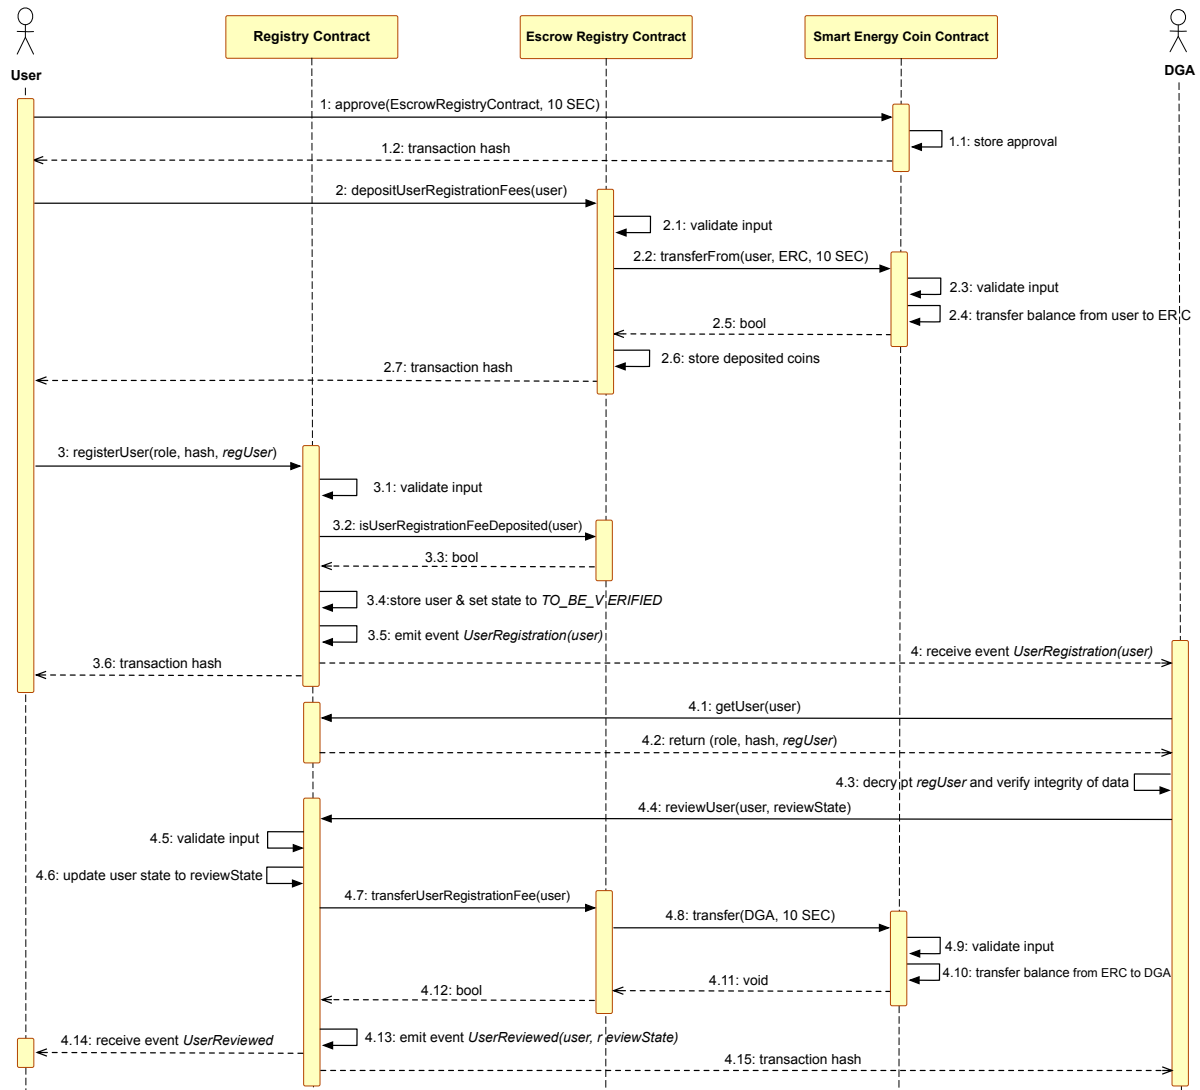 Registry Contract
Escrow Registry Contract
Smart Energy Coin Contract
User
DGA
1: approve(EscrowRegistryContract, 10 SEC)
1.1: store approval
1.2: transaction hash
2: depositUserRegistrationFees(user)
2.1: validate input
2.2: transferFrom(user, ERC, 10 SEC)
2.3: validate input
2.4: transfer balance from user to ER C
2.5: bool
2.6: store deposited coins
2.7: transaction hash
3: registerUser(role, hash, regUser)
3.1: validate input
3.2: isUserRegistrationFeeDeposited(user)
3.3: bool
3.4:store user & set state to TO_BE_V ERIFIED
3.5: emit event UserRegistration(user)
3.6: transaction hash
4: receive event UserRegistration(user)
4.1: getUser(user)
4.2: return (role, hash, regUser)
4.3: decry pt regUser and verify integrity of data
4.4: reviewUser(user, reviewState)
4.5: validate input
4.6: update user state to reviewState
4.7: transferUserRegistrationFee(user)
4.8: transfer(DGA, 10 SEC)
4.9: validate input
4.10: transfer balance from ERC to DGA
4.11: void
4.12: bool
4.13: emit event UserReviewed(user, r eviewState)
4.14: receive event UserReviewed
4.15: transaction hash